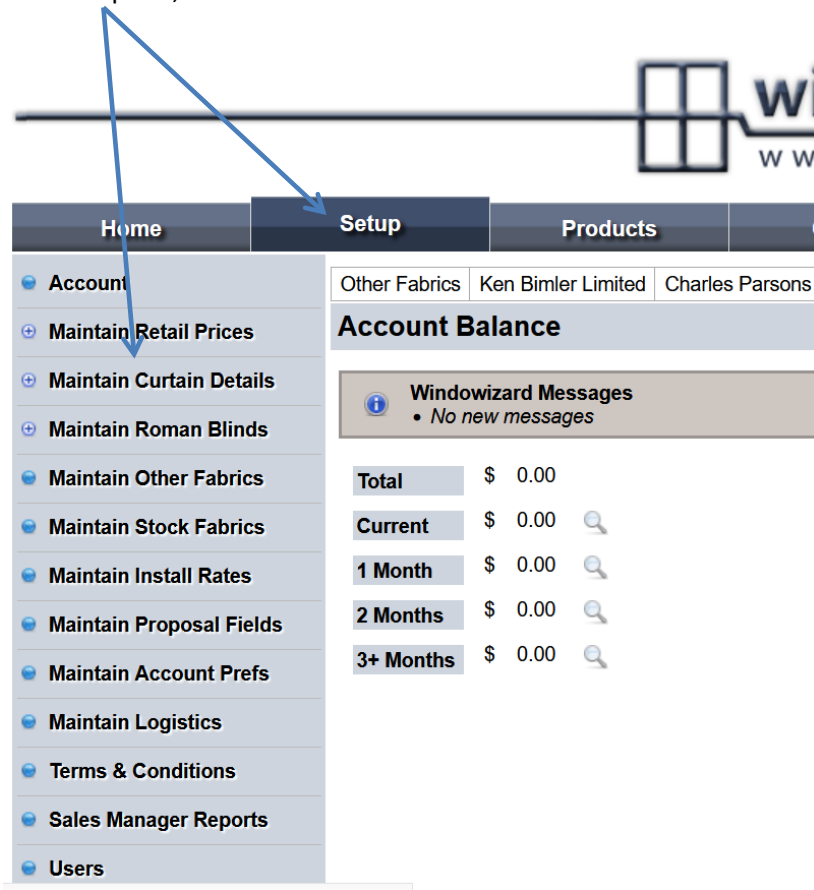 Home Setup Products
Account
Maintain Retail Prices
Maintain Curtain Details
Maintain Roman Blinds
Maintain Other Fabrics
Maintain Stock Fabrics
Maintain Install Rates
Maintain Proposal Fields
Maintain Account Prefs
Maintain Logistics
Terms & Conditions
Sales Manager Reports
Users
Other Fabrics Ken Bimler Limited Charles Parsons
Account Balance
Windowizard Messages
• No new messages
Total $ 0.00
Current $ 0.00
1 Month $ 0.00
2 Months $ 0.00
3+ Months $ 0.00